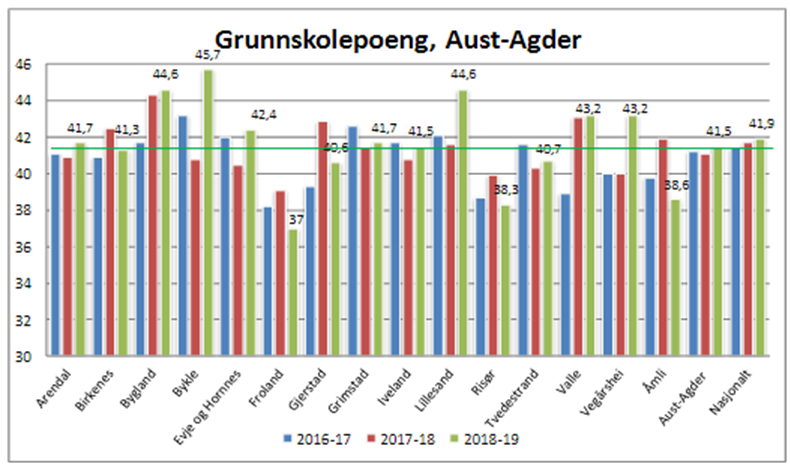 Grunnskolepoeng, Aust-Agder
46
44
42
40
38
36
34
32
30
41,7
41,3
44,6
45,7
42,4
37
40,6
41,7
41,5
44,6
38,3
40,7
43,2
43,2
38,6
41,5
41,9
Arendal
Birkenes
Bygland
Bykle
Evje og Hornnes
Froland
Gjerstad
Grimstad
Iveland
Lillesand
Risør
Tvedestrand
Valle
Vegårshei
Åmli
Aust-Agder
Nasjonalt
2016-17 2017-18 2018-19